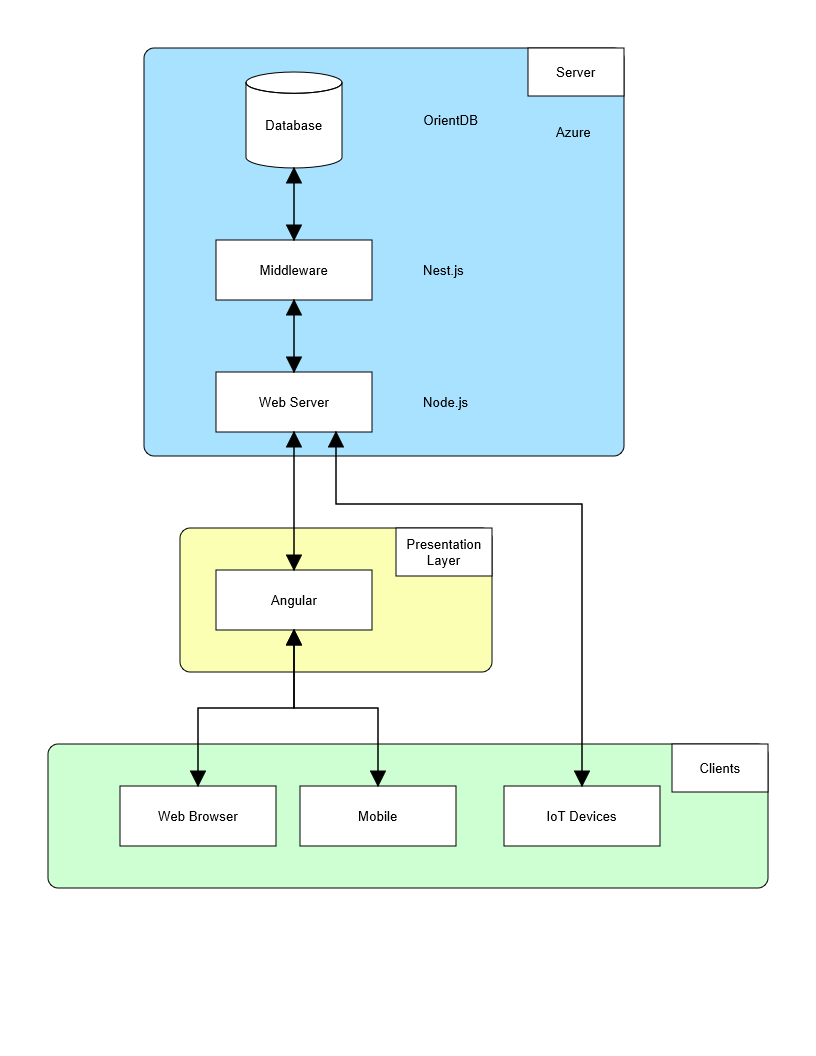 Server
Database
OrientDB
Azure
Middleware
Nest.js
Web Server
Node.js
Presentation
Layer
Angular
Clients
Web Browser
Mobile
IoT Devices